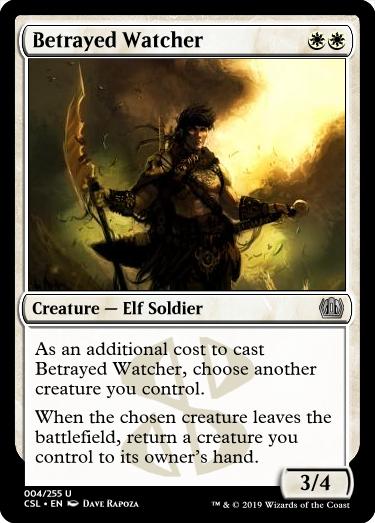 Betrayed Watcher
Creature — Elf Soldier
As an additional cost to cast
Betrayed Watcher, choose another
creature you control.
When the chosen creature leaves the
battlefield, return a creature you
control to its owner's hand.
3/4
004/255 U
CSL • EN Dave Rapoza
™ & © 2019 Wizards of the Coast